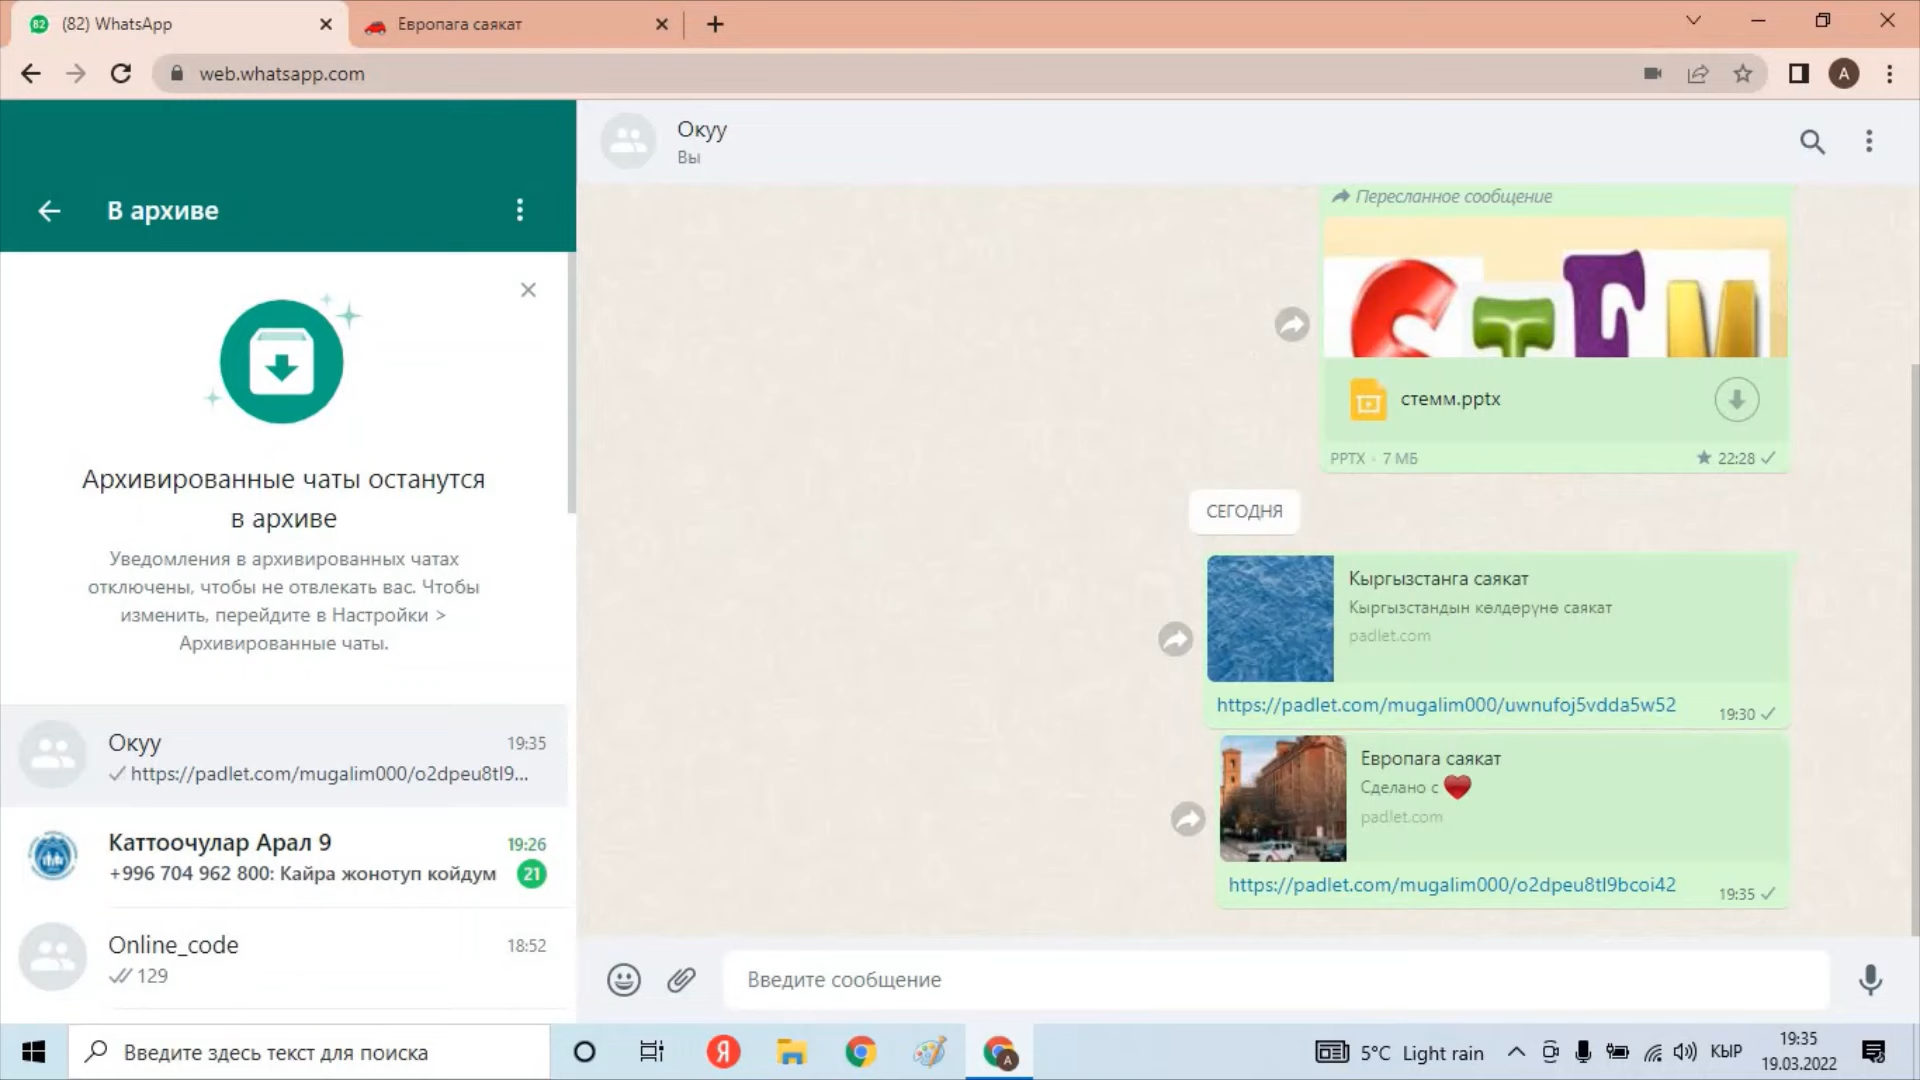 82
(82) WhatsApp
Европага саякат
web.whatsapp.com
A
В архиве
Архивированные чаты останутся
в архиве
Уведомления в архивированных чатах
отключены, чтобы не отвлекать вас. Чтобы
изменить, перейдите в Настройки >
Архивированные чаты.
Окуу
19:35
https://padlet.com/mugalim000/o2dpeu8tl9...
Каттоочулар Арал 9
19:26
+996 704 962 800: Кайра жонотуп койдум
21
Online_code
18:52
129
Окуу
Вы
Пересланное сообщение
STEM
стемм.pptx
PPTX • 7 МБ
22:28
СЕГОДНЯ
Кыргызстанга саякат
Кыргызстандын көлдөрүнө саякат
padlet.com
https://padlet.com/mugalim000/uwnufoj5vdda5w52
19:30
Европага саякат
Сделано с
padlet.com
https://padlet.com/mugalim000/o2dpeu8tl9bcoi42
19:35
Введите сообщение
Введите здесь текст для поиска
Я
A
5°C Light rain
КЫР
19:35
19.03.2022